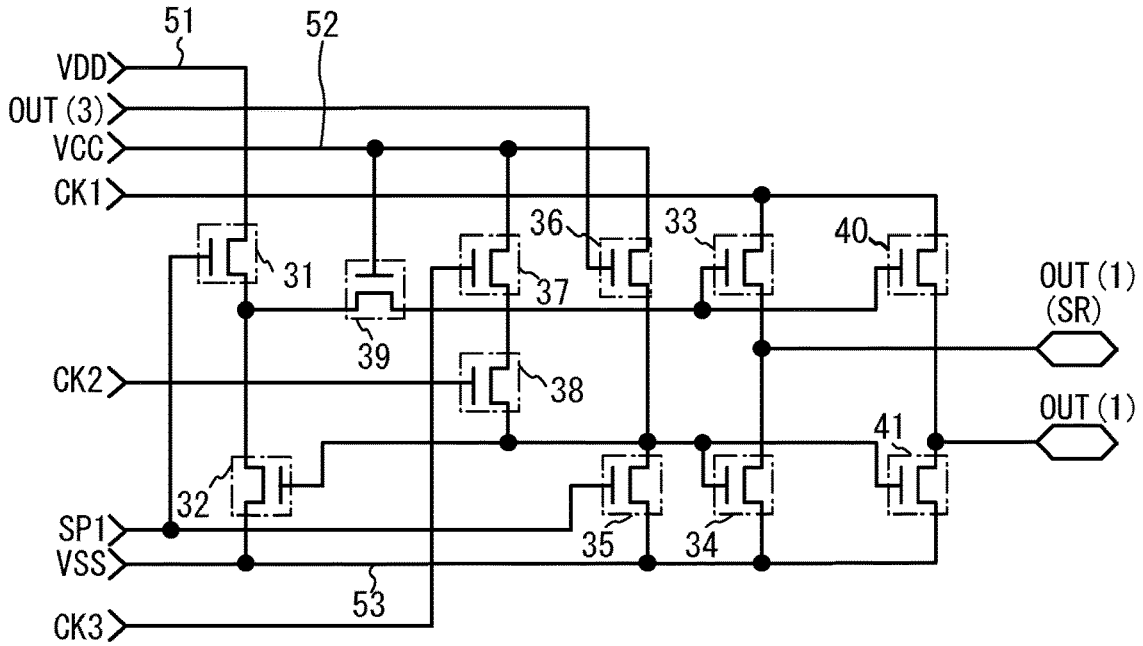 51
52
VDD
OUT(3)
VCC
CK1
36
33
40
31
37
OUT(1)
(SR)
39
CK2
38
OUT(1)
41
32
SP1
35
34
VSS
53
CK3